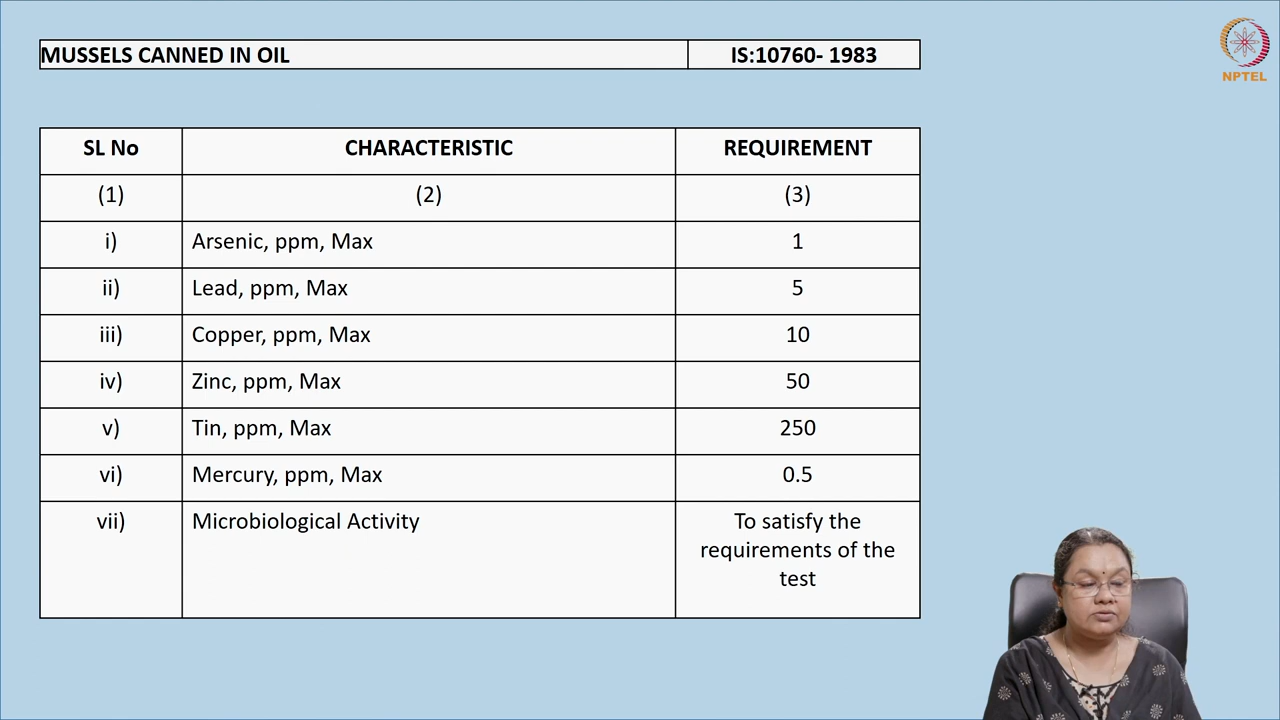 MUSSELS CANNED IN OIL IS:10760- 1983
NPTEL
SL No CHARACTERISTIC REQUIREMENT
(1) (2) (3)
i) Arsenic, ppm, Max 1
ii) Lead, ppm, Max 5
iii) Copper, ppm, Max 10
iv) Zinc, ppm, Max 50
v) Tin, ppm, Max 250
vi) Mercury, ppm, Max 0.5
vii) Microbiological Activity To satisfy the
requirements of the
test